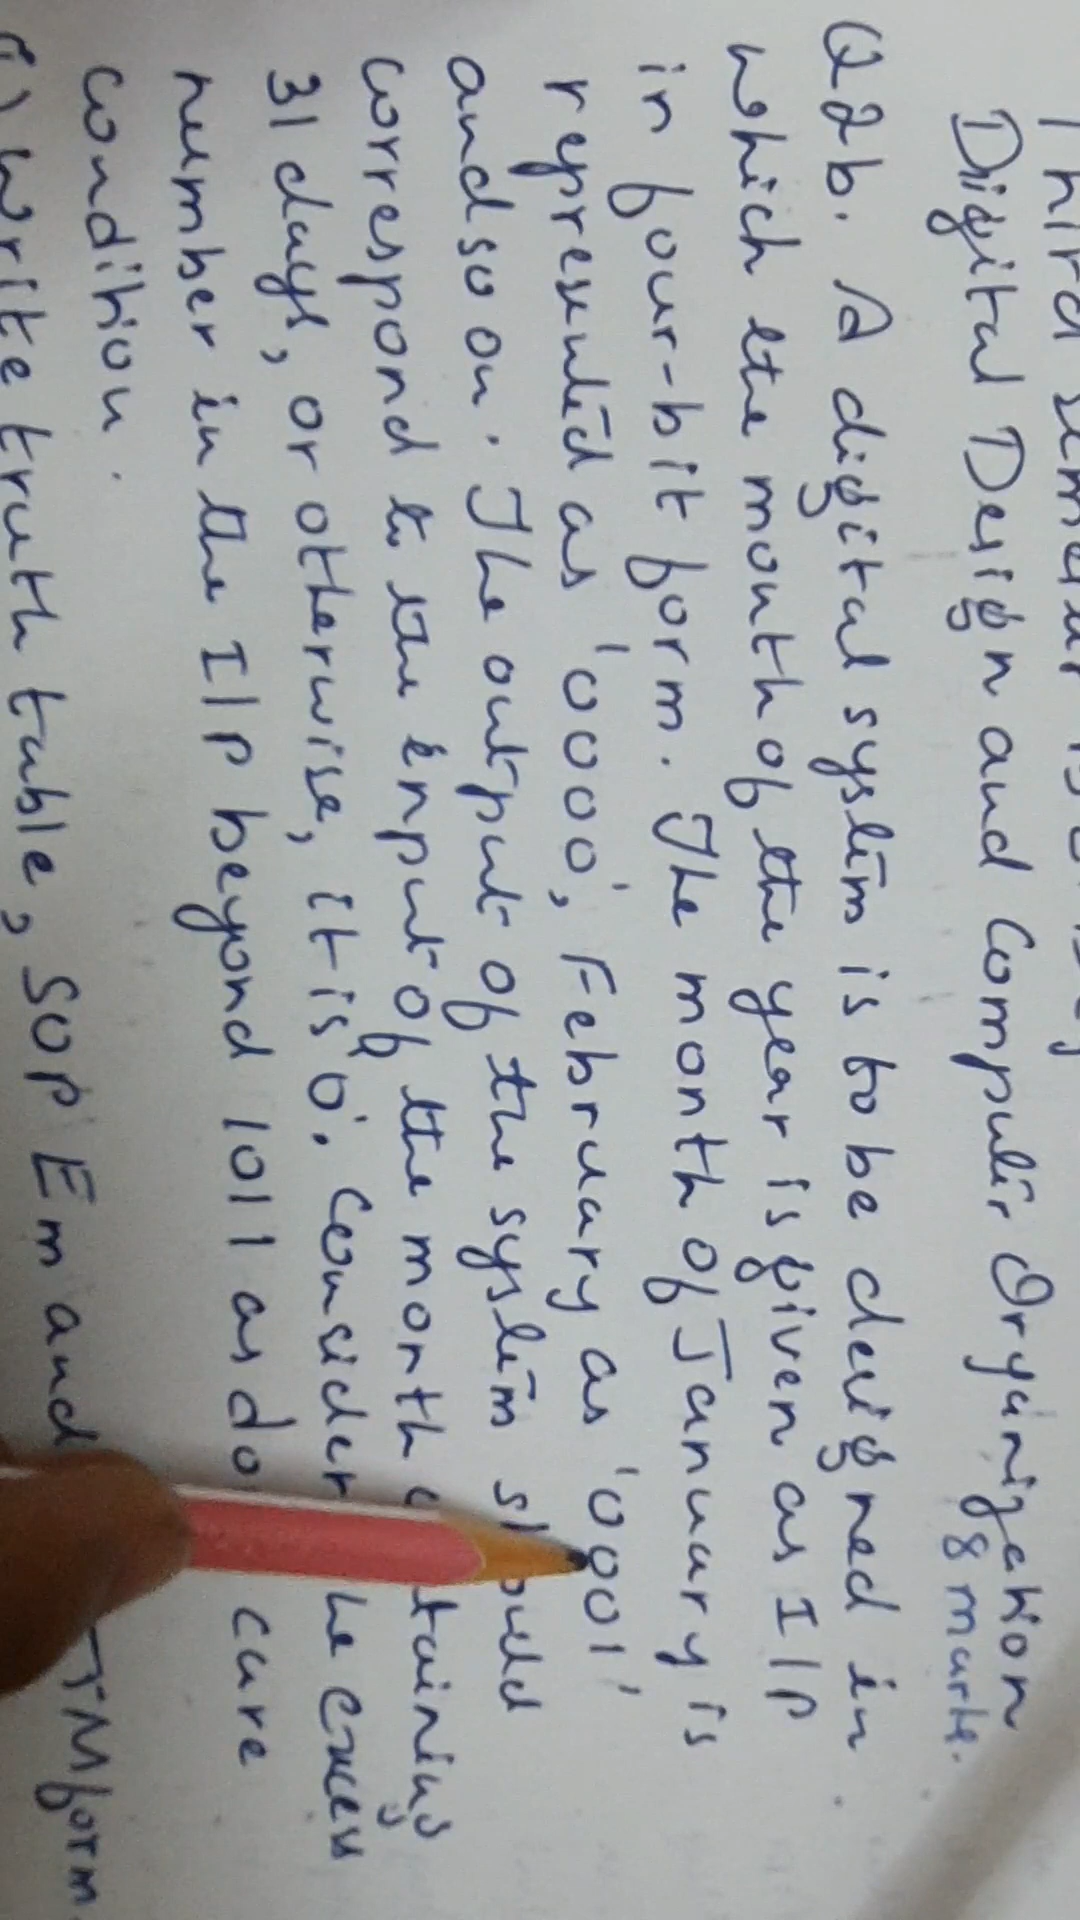 Third
Digital Design and Computer Organization
8 marks.
Q2b. A digital system is to be designed in
which the month of the year is given as I/P
in four-bit form. The month of January is
represented as '0000', February as '0001'
and so on. The output of the system should
correspond to the input of the month
31 days, or otherwise, it is '0'. Consider the excess
number in the I/P beyond 1011 as care
condition.
i) Write truth table, SOP Em and form.